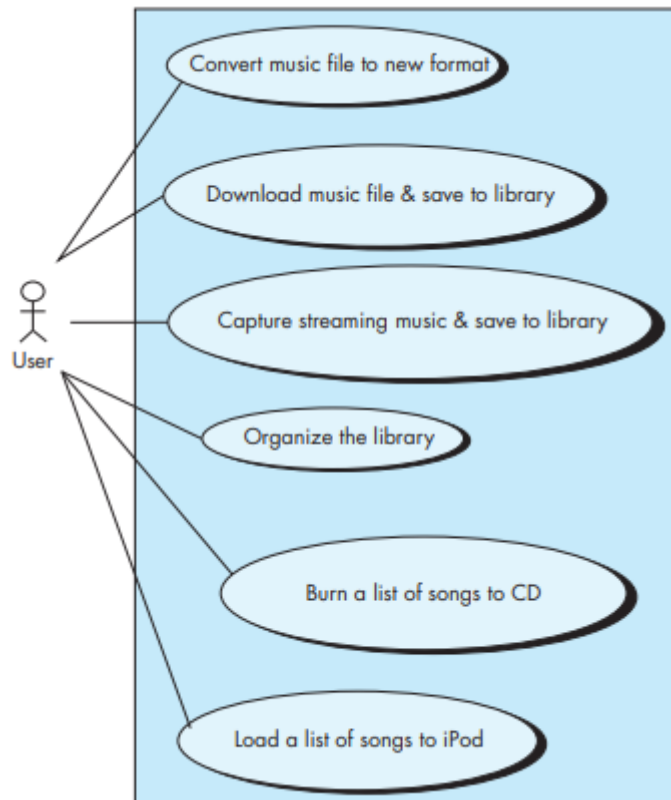 Convert music file to new format
Download music file & save to library
Capture streaming music & save to library
User
Organize the library
Burn a list of songs to CD
Load a list of songs to iPod